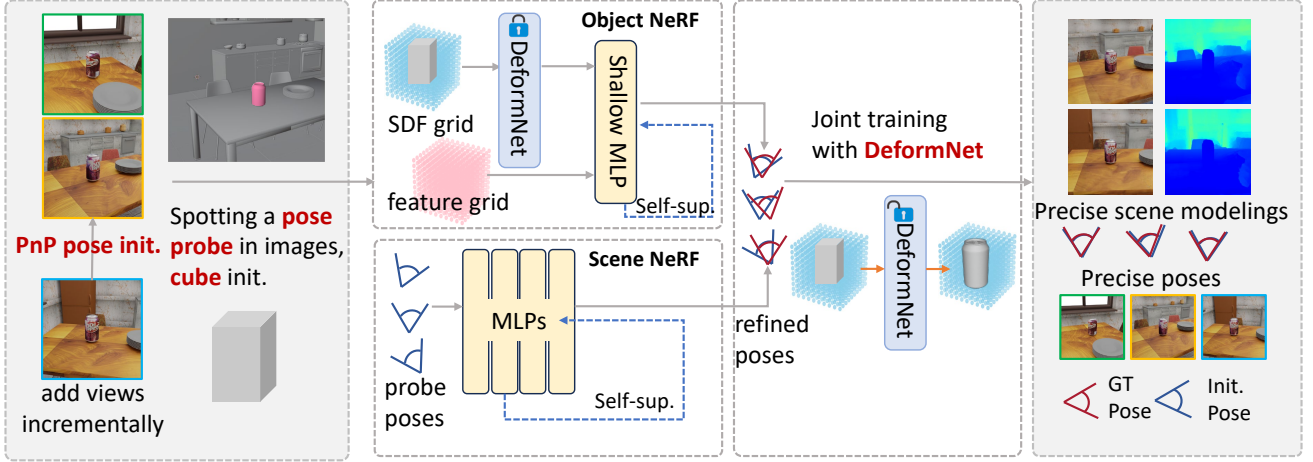 PnP pose init.
add views
incrementally
Spotting a pose
probe in images,
cube init.
Object NeRF
SDF grid
DeformNet
Shallow MLP
feature grid
Self-sup.
Scene NeRF
MLPs
probe
poses
Self-sup.
Joint training
with DeformNet
refined
poses
DeformNet
Precise scene modelings
Precise poses
GT
Pose
Init.
Pose